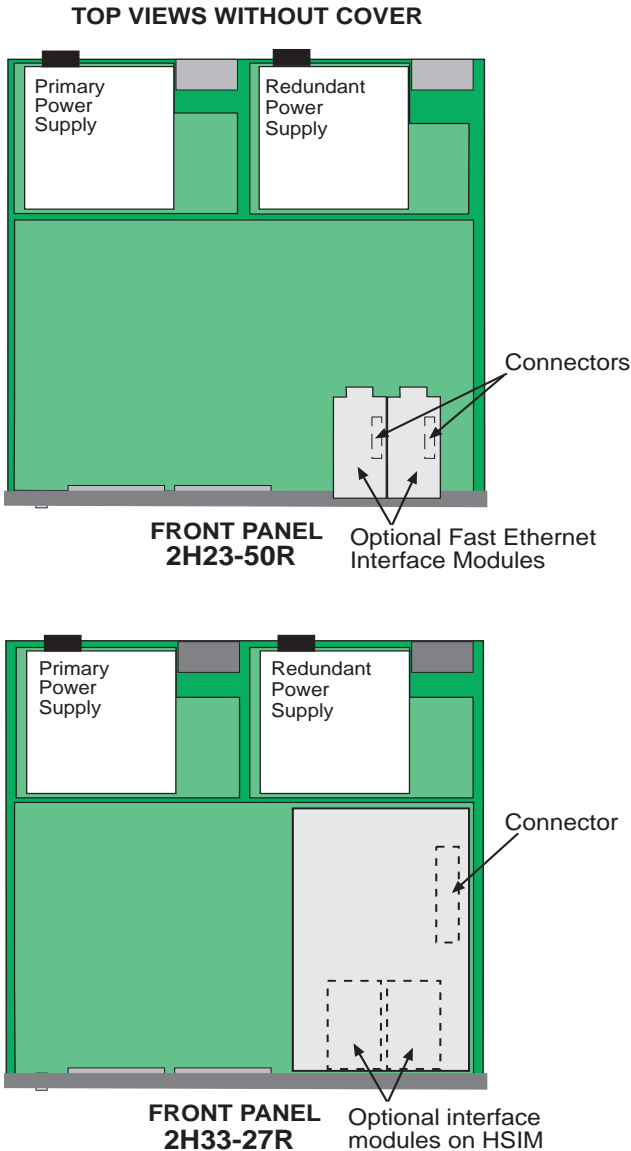 TOP VIEWS WITHOUT COVER
Primary
Power
Supply
Redundant
Power
Supply
Connectors
FRONT PANEL
2H23-50R
Optional Fast Ethernet
Interface Modules
Primary
Power
Supply
Redundant
Power
Supply
Connector
FRONT PANEL
2H33-27R
Optional interface
modules on HSIM